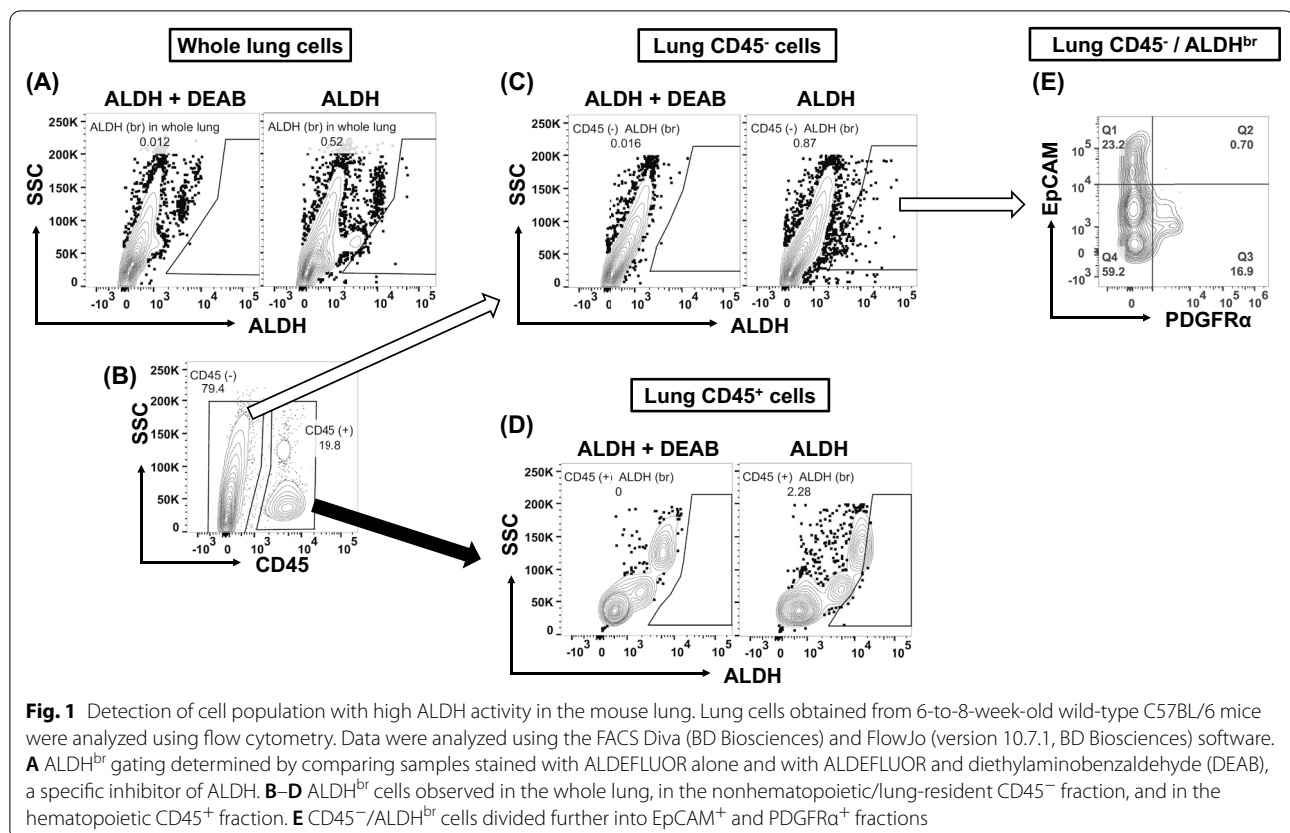 Whole lung cells
Lung CD45- cells
Lung CD45- / ALDHbr
(A)
ALDH + DEAB
ALDH
SSC
250K
200K
150K
100K
50K
0
ALDH (br) in whole lung
0.012
-10³ 0 10³ 10⁴ 10⁵
ALDH (br) in whole lung
0.52
-10³ 0 10³ 10⁴ 10⁵
ALDH
(B)
SSC
250K
200K
150K
100K
50K
0
CD45 (-)
79.4
CD45 (+)
19.8
-10³ 0 10³ 10⁴ 10⁵
CD45
(C)
ALDH + DEAB
ALDH
SSC
250K
200K
150K
100K
50K
0
CD45 (-) ALDH (br)
0.016
-10³ 0 10³ 10⁴ 10⁵
CD45 (-) ALDH (br)
0.87
-10³ 0 10³ 10⁴ 10⁵
ALDH
Lung CD45+ cells
(D)
ALDH + DEAB
ALDH
SSC
250K
200K
150K
100K
50K
0
CD45 (+) ALDH (br)
0
-10³ 0 10³ 10⁴ 10⁵
CD45 (+) ALDH (br)
2.28
-10³ 0 10³ 10⁴ 10⁵
ALDH
(E)
EpCAM
10⁵
10⁴
10³
0
-10³
Q1
23.2
Q2
0.70
Q4
59.2
Q3
16.9
0 10⁴ 10⁵ 10⁶
PDGFRα
Fig. 1 Detection of cell population with high ALDH activity in the mouse lung. Lung cells obtained from 6-to-8-week-old wild-type C57BL/6 mice
were analyzed using flow cytometry. Data were analyzed using the FACS Diva (BD Biosciences) and FlowJo (version 10.7.1, BD Biosciences) software.
A ALDHbr gating determined by comparing samples stained with ALDEFLUOR alone and with ALDEFLUOR and diethylaminobenzaldehyde (DEAB),
a specific inhibitor of ALDH. B–D ALDHbr cells observed in the whole lung, in the nonhematopoietic/lung-resident CD45− fraction, and in the
hematopoietic CD45+ fraction. E CD45−/ALDHbr cells divided further into EpCAM+ and PDGFRα+ fractions